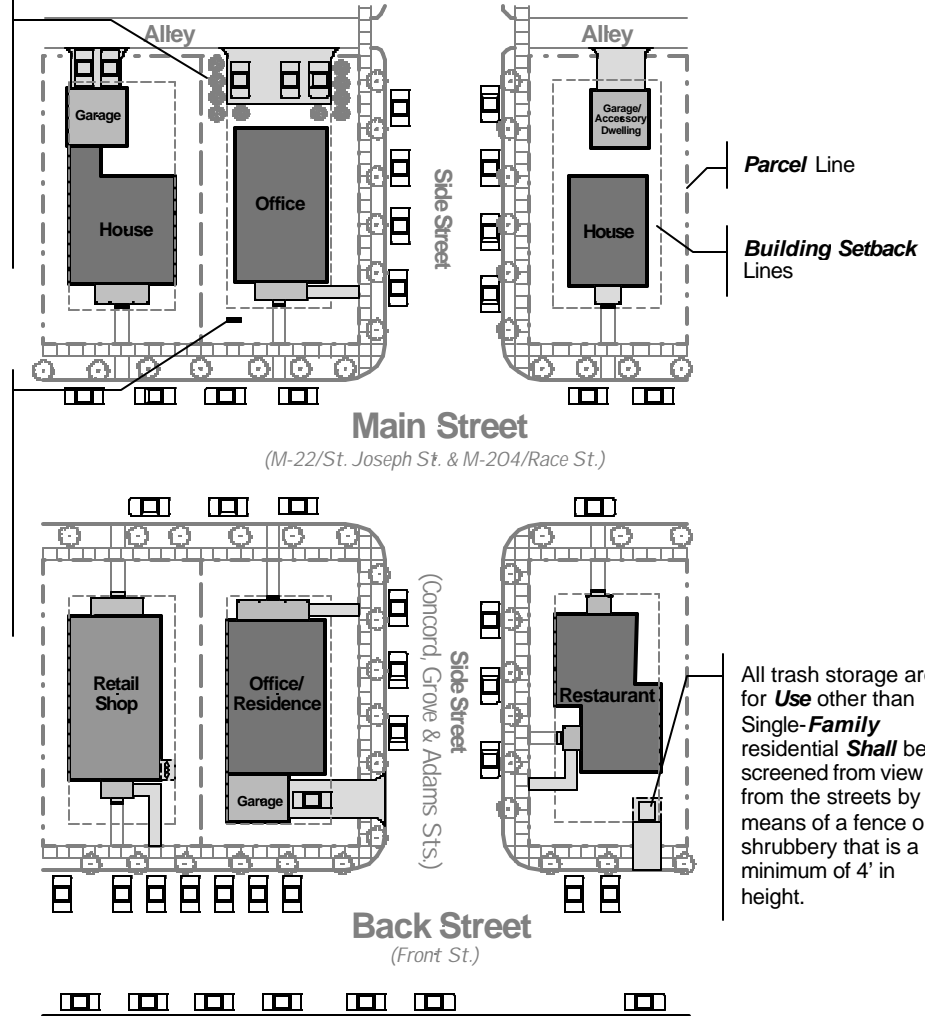 Alley
Alley
Garage
Garage/
Accessory
Dwelling
Parcel Line
Side Street
Office
House
House
Building Setback
Lines
Main Street
(M-22/St. Joseph St. & M-204/Race St.)
Side Street
(Concord, Grove & Adams Sts.)
Retail
Shop
Office/
Residence
Restaurant
Garage
All trash storage are
for Use other than
Single-Family
residential Shall be
screened from view
from the streets by
means of a fence o
shrubbery that is a
minimum of 4' in
height.
Back Street
(Front St.)